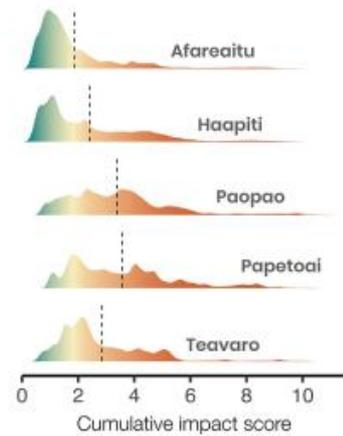 Afareaitu
Haapiti
Paopao
Papetoai
Teavaro
0 2 4 6 8 10
Cumulative impact score